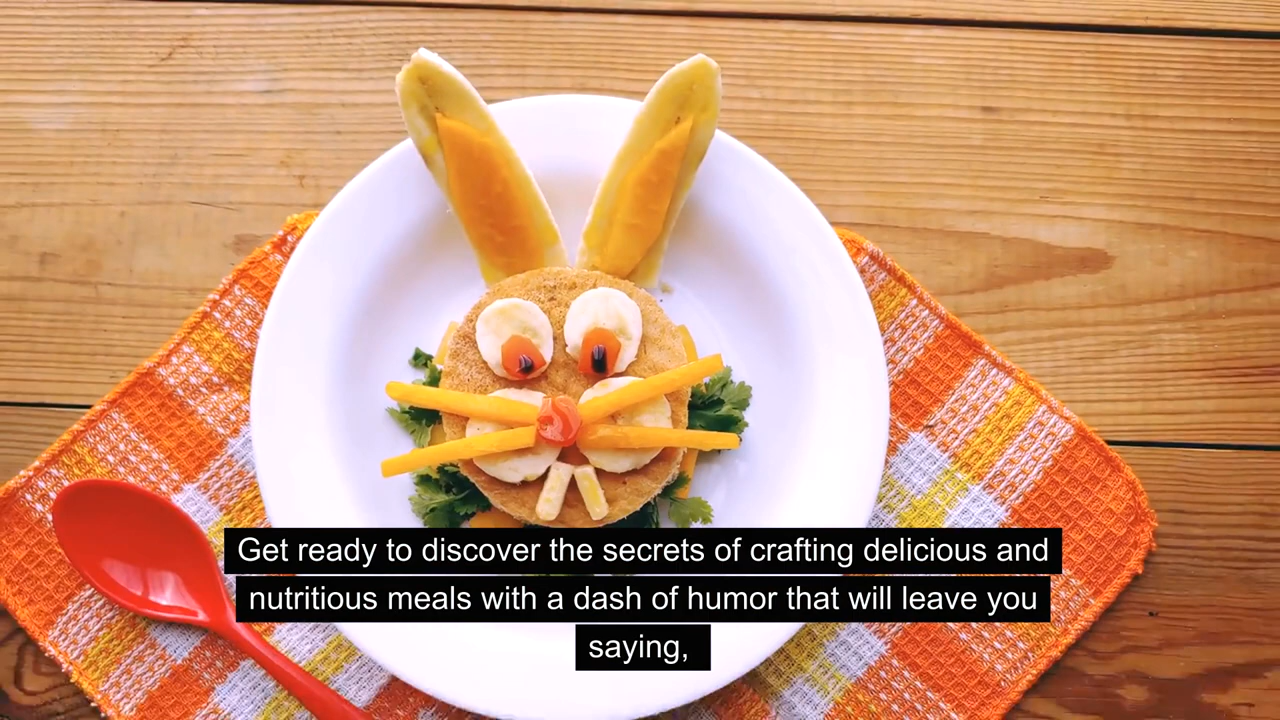 Get ready to discover the secrets of crafting delicious and
nutritious meals with a dash of humor that will leave you
saying,